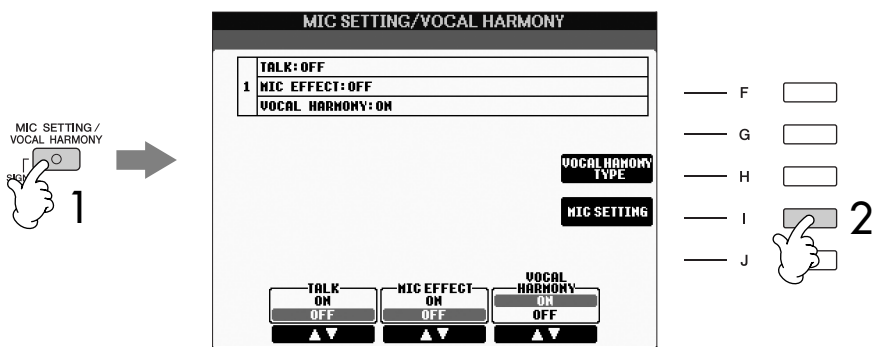 MIC SETTING/VOCAL HARMONY
TALK:OFF
1 MIC EFFECT:OFF
VOCAL HARMONY:ON
MIC SETTING /
VOCAL HARMONY
1
VOCAL HAMONY
TYPE
MIC SETTING
F
G
H
I
J
2
TALK
ON
OFF
MIC EFFECT
ON
OFF
VOCAL
HARMONY
ON
OFF